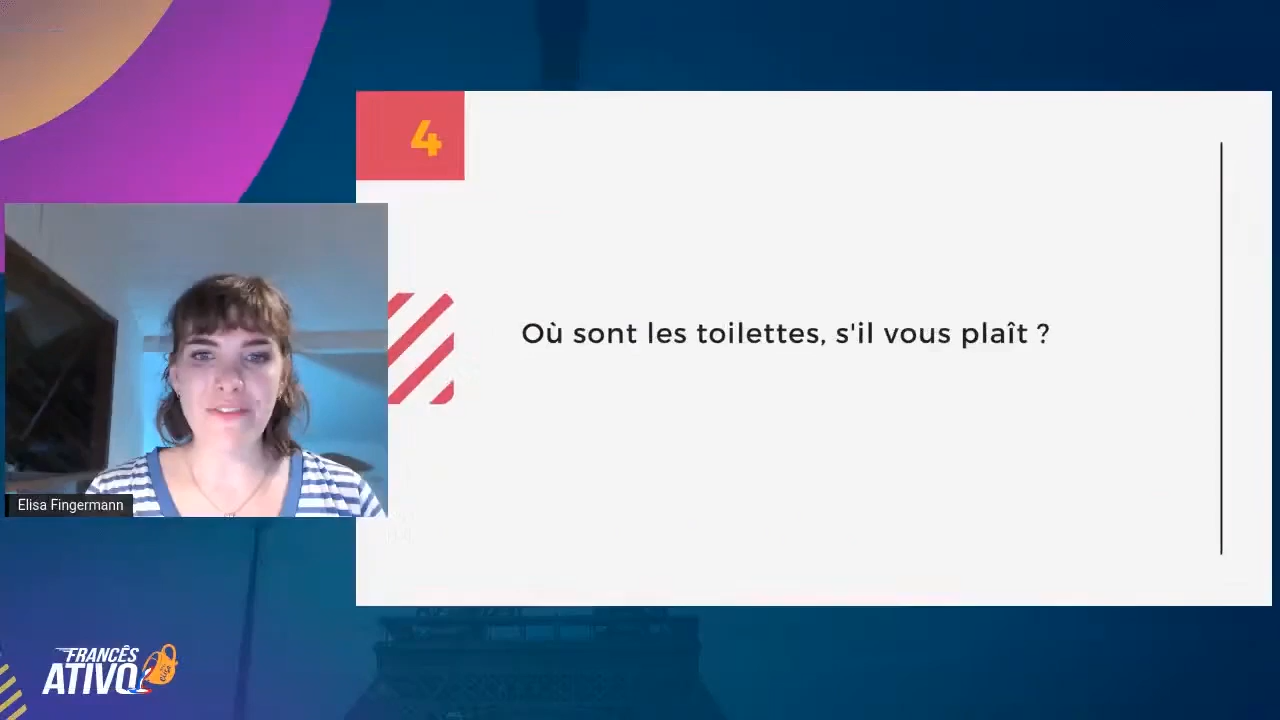 4
Où sont les toilettes, s'il vous plaît ?
Elisa Fingermann
FRANCÊS
ATIVO